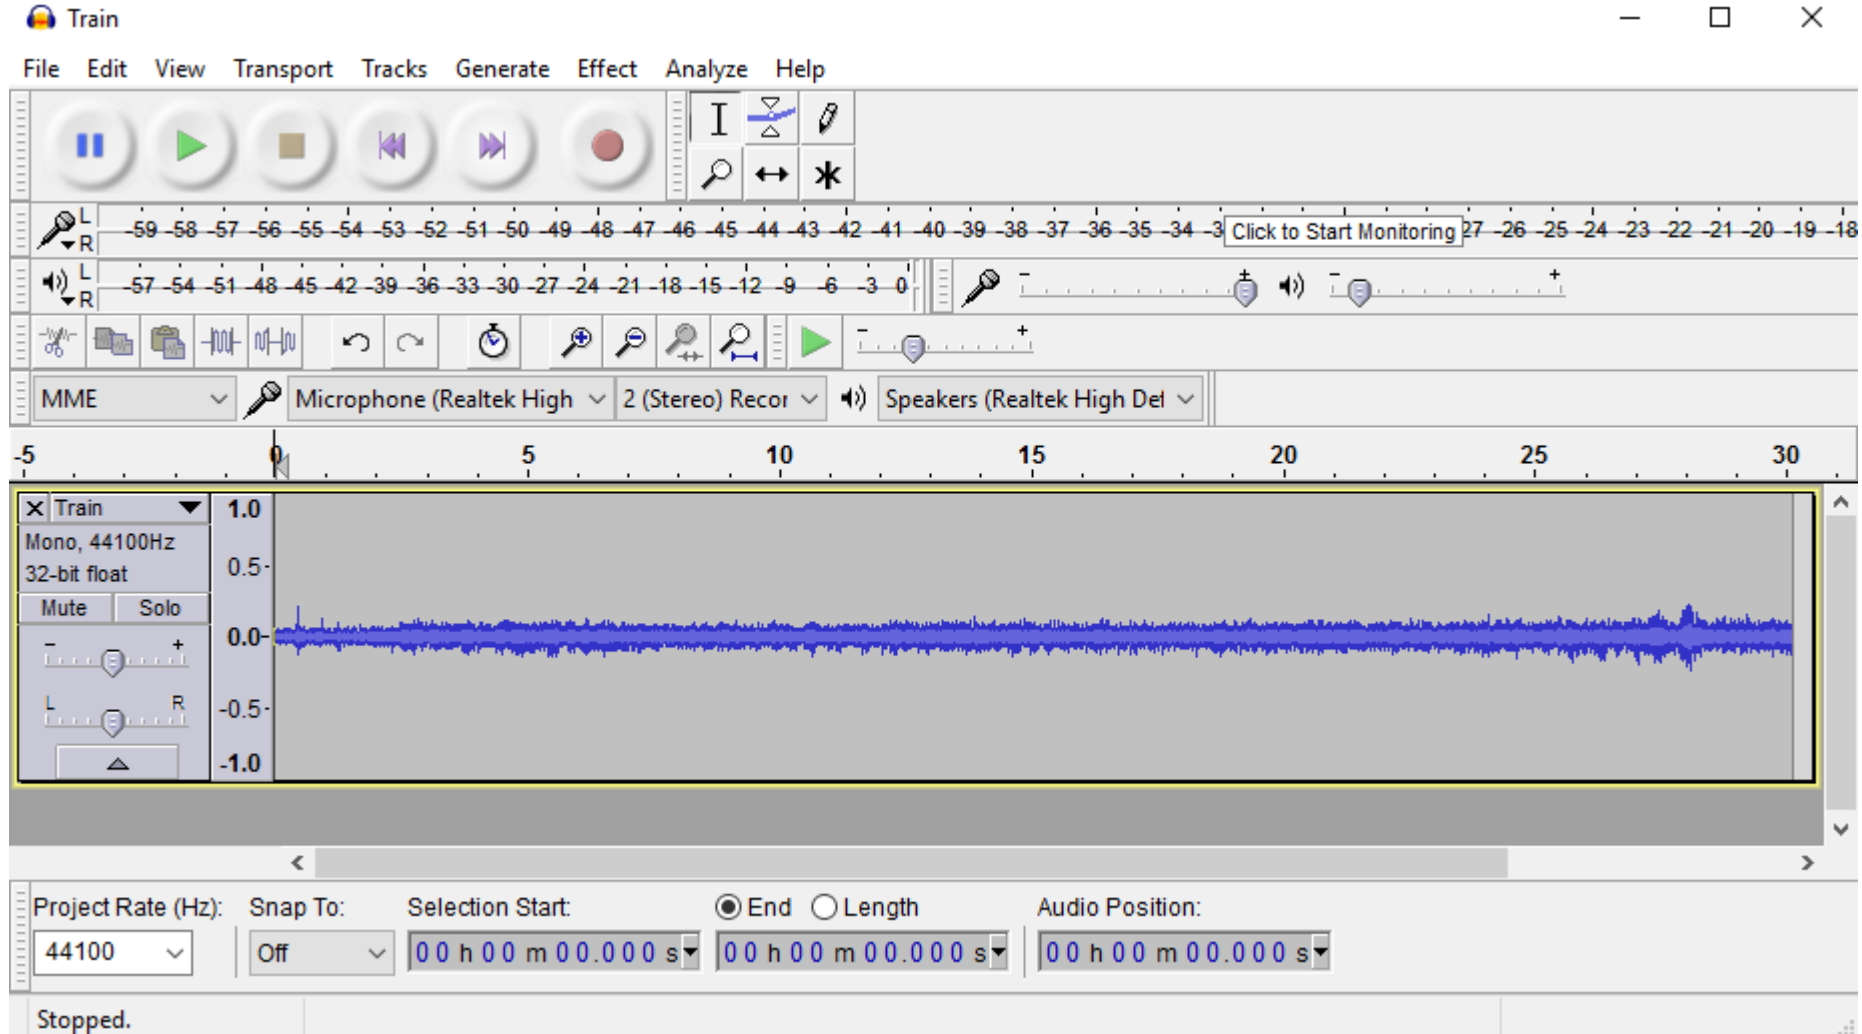 Train
File Edit View Transport Tracks Generate Effect Analyze Help
L -59 -58 -57 -56 -55 -54 -53 -52 -51 -50 -49 -48 -47 -46 -45 -44 -43 -42 -41 -40 -39 -38 -37 -36 -35 -34 -3 Click to Start Monitoring 27 -26 -25 -24 -23 -22 -21 -20 -19 -18
R
L -57 -54 -51 -48 -45 -42 -39 -36 -33 -30 -27 -24 -21 -18 -15 -12 -9 -6 -3 0 - + - +
R
- +
MME Microphone (Realtek High 2 (Stereo) Recor Speakers (Realtek High Def
-5 0 5 10 15 20 25 30
X Train 1.0
Mono, 44100Hz
32-bit float 0.5-
Mute Solo
- + 0.0-
L R -0.5-
-1.0
Project Rate (Hz): Snap To: Selection Start: End Length Audio Position:
44100 Off 00 h 00 m 00.000 s 00 h 00 m 00.000 s 00 h 00 m 00.000 s
Stopped.